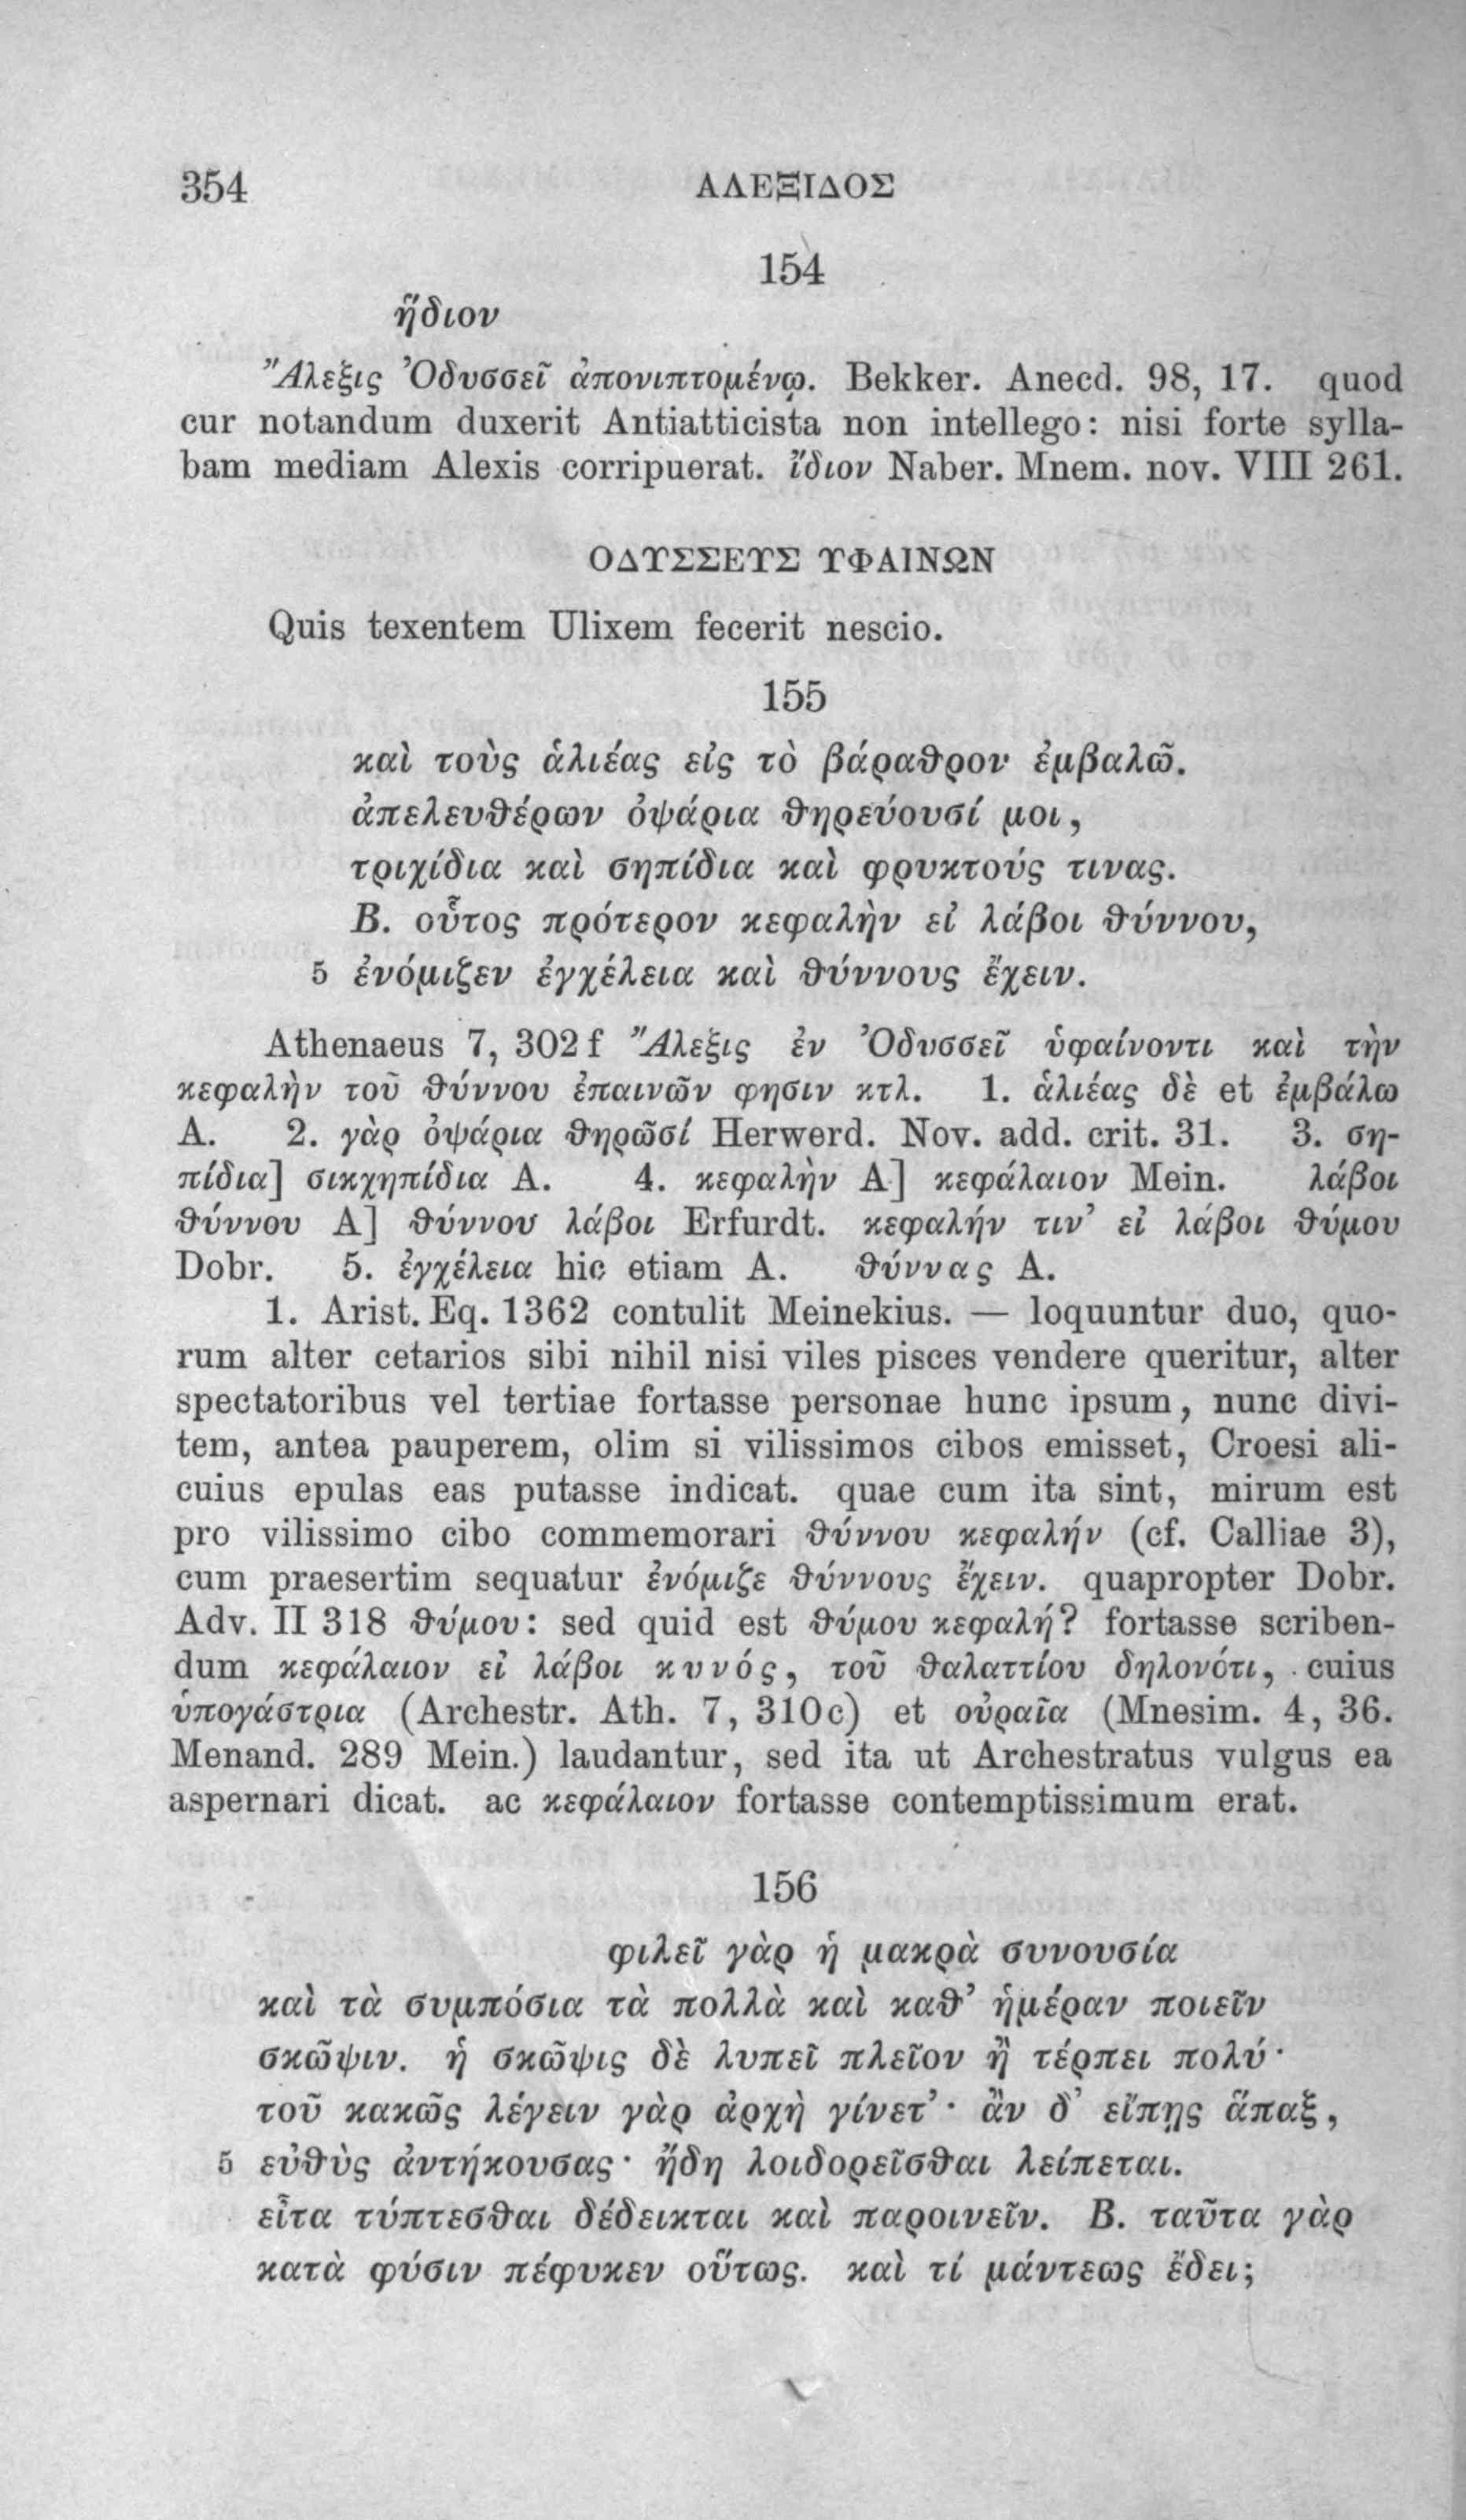 354 ΑΛΕΞΙΔΟΣ
154
ἥδιον
Ἄλεξις Ὀδυσσεῖ ἀπονιπτομένῳ. Bekker. Anecd. 98, 17. quod
cur notandum duxerit Antiatticista non intellego: nisi forte sylla-
bam mediam Alexis corripuerat. ἴδιον Naber. Mnem. nov. VIII 261.
ΟΔΥΣΣΕΥΣ ΥΦΑΙΝΩΝ
Quis texentem Ulixem fecerit nescio.
155
καὶ τοὺς ἁλιέας εἰς τὸ βάραθρον ἐμβαλῶ.
ἀπελευθέρων ὀψάρια θηρεύουσί μοι,
τριχίδια καὶ σηπίδια καὶ φρυκτούς τινας.
Β. οὗτος πρότερον κεφαλὴν εἰ λάβοι θύννου,
5 ἐνόμιζεν ἐγχέλεια καὶ θύννους ἔχειν.
Athenaeus 7, 302 f Ἄλεξις ἐν Ὀδυσσεῖ ὑφαίνοντι καὶ τὴν
κεφαλὴν τοῦ θύννου ἐπαινῶν φησιν κτλ. 1. ἁλιέας δὲ et ἐμβάλω
A. 2. γὰρ ὀψάρια θηρῶσί Herwerd. Nov. add. crit. 31. 3. ση-
πίδια] σικχηπίδια A. 4. κεφαλὴν A] κεφάλαιον Mein. λάβοι
θύννου A] θύννου λάβοι Erfurdt. κεφαλήν τιν’ εἰ λάβοι θύμου
Dobr. 5. ἐγχέλεια hic etiam A. θύννας A.
1. Arist. Eq. 1362 contulit Meinekius. — loquuntur duo, quo-
rum alter cetarios sibi nihil nisi viles pisces vendere queritur, alter
spectatoribus vel tertiae fortasse personae hunc ipsum, nunc divi-
tem, antea pauperem, olim si vilissimos cibos emisset, Croesi ali-
cuius epulas eas putasse indicat. quae cum ita sint, mirum est
pro vilissimo cibo commemorari θύννου κεφαλήν (cf. Calliae 3),
cum praesertim sequatur ἐνόμιζε θύννους ἔχειν. quapropter Dobr.
Adv. II 318 θύμου: sed quid est θύμου κεφαλή? fortasse scriben-
dum κεφάλαιον εἰ λάβοι κυνός, τοῦ θαλαττίου δηλονότι, cuius
ὑπογάστρια (Archestr. Ath. 7, 310c) et οὐραῖα (Mnesim. 4, 36.
Menand. 289 Mein.) laudantur, sed ita ut Archestratus vulgus ea
aspernari dicat. ac κεφάλαιον fortasse contemptissimum erat.
156
φιλεῖ γὰρ ἡ μακρὰ συνουσία
καὶ τὰ συμπόσια τὰ πολλὰ καὶ καθ’ ἡμέραν ποιεῖν
σκῶψιν. ἡ σκῶψις δὲ λυπεῖ πλεῖον ἢ τέρπει πολύ·
τοῦ κακῶς λέγειν γὰρ ἀρχὴ γίνετ’· ἂν δ’ εἴπῃς ἅπαξ,
5 εὐθὺς ἀντήκουσας· ἤδη λοιδορεῖσθαι λείπεται.
εἶτα τύπτεσθαι δέδεικται καὶ παροινεῖν. Β. ταῦτα γὰρ
κατὰ φύσιν πέφυκεν οὕτως. καὶ τί μάντεως ἔδει;